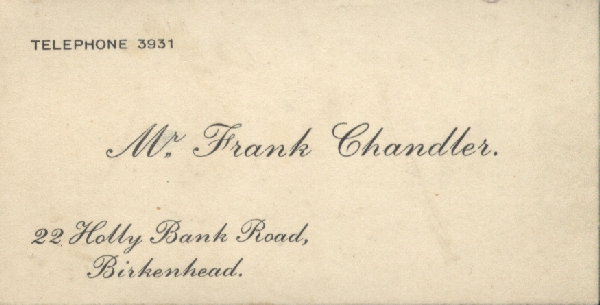 TELEPHONE 3931
Mr. Frank Chandler.
22 Holly Bank Road,
Birkenhead.